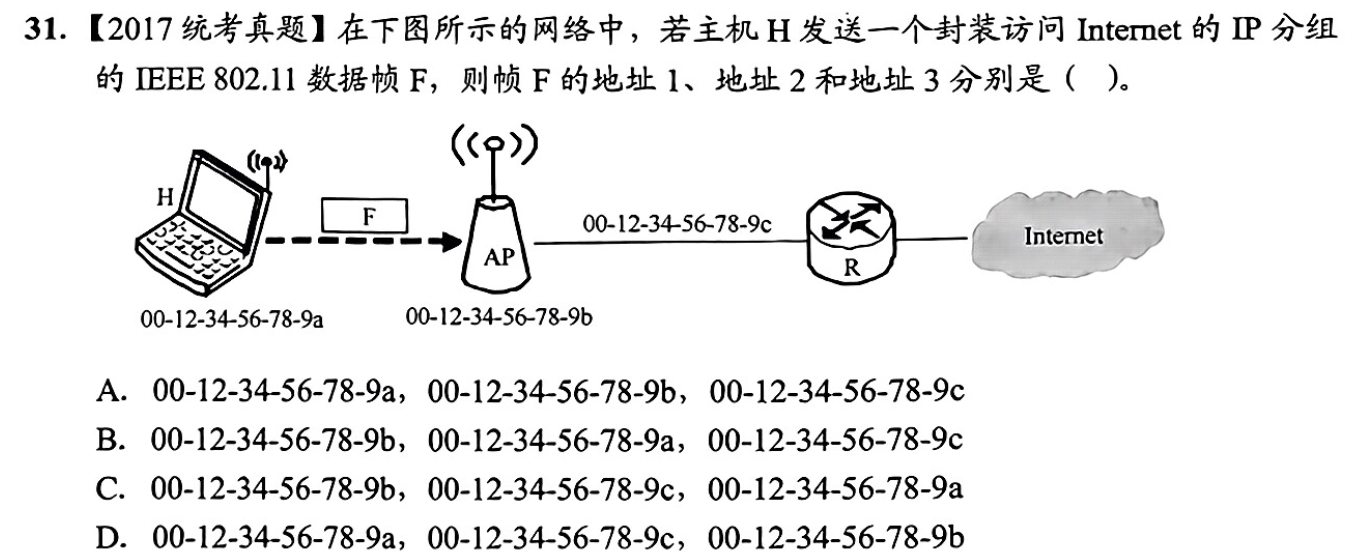 31.【2017 统考真题】在下图所示的网络中，若主机 H 发送一个封装访问 Internet 的 IP 分组
的 IEEE 802.11 数据帧 F，则帧 F 的地址 1、地址 2 和地址 3 分别是（ ）。
H
F
AP
00-12-34-56-78-9c
R
Internet
00-12-34-56-78-9a
00-12-34-56-78-9b
A. 00-12-34-56-78-9a，00-12-34-56-78-9b，00-12-34-56-78-9c
B. 00-12-34-56-78-9b，00-12-34-56-78-9a，00-12-34-56-78-9c
C. 00-12-34-56-78-9b，00-12-34-56-78-9c，00-12-34-56-78-9a
D. 00-12-34-56-78-9a，00-12-34-56-78-9c，00-12-34-56-78-9b